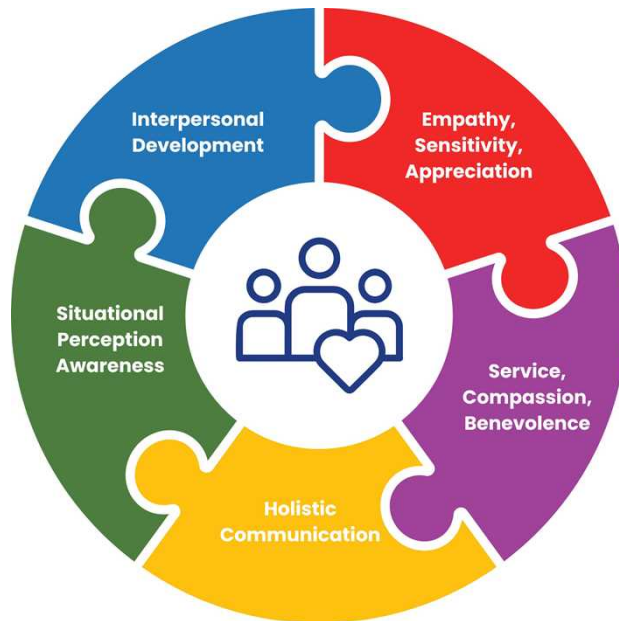 Interpersonal
Development
Empathy,
Sensitivity,
Appreciation
Situational
Perception
Awareness
Service,
Compassion,
Benevolence
Holistic
Communication